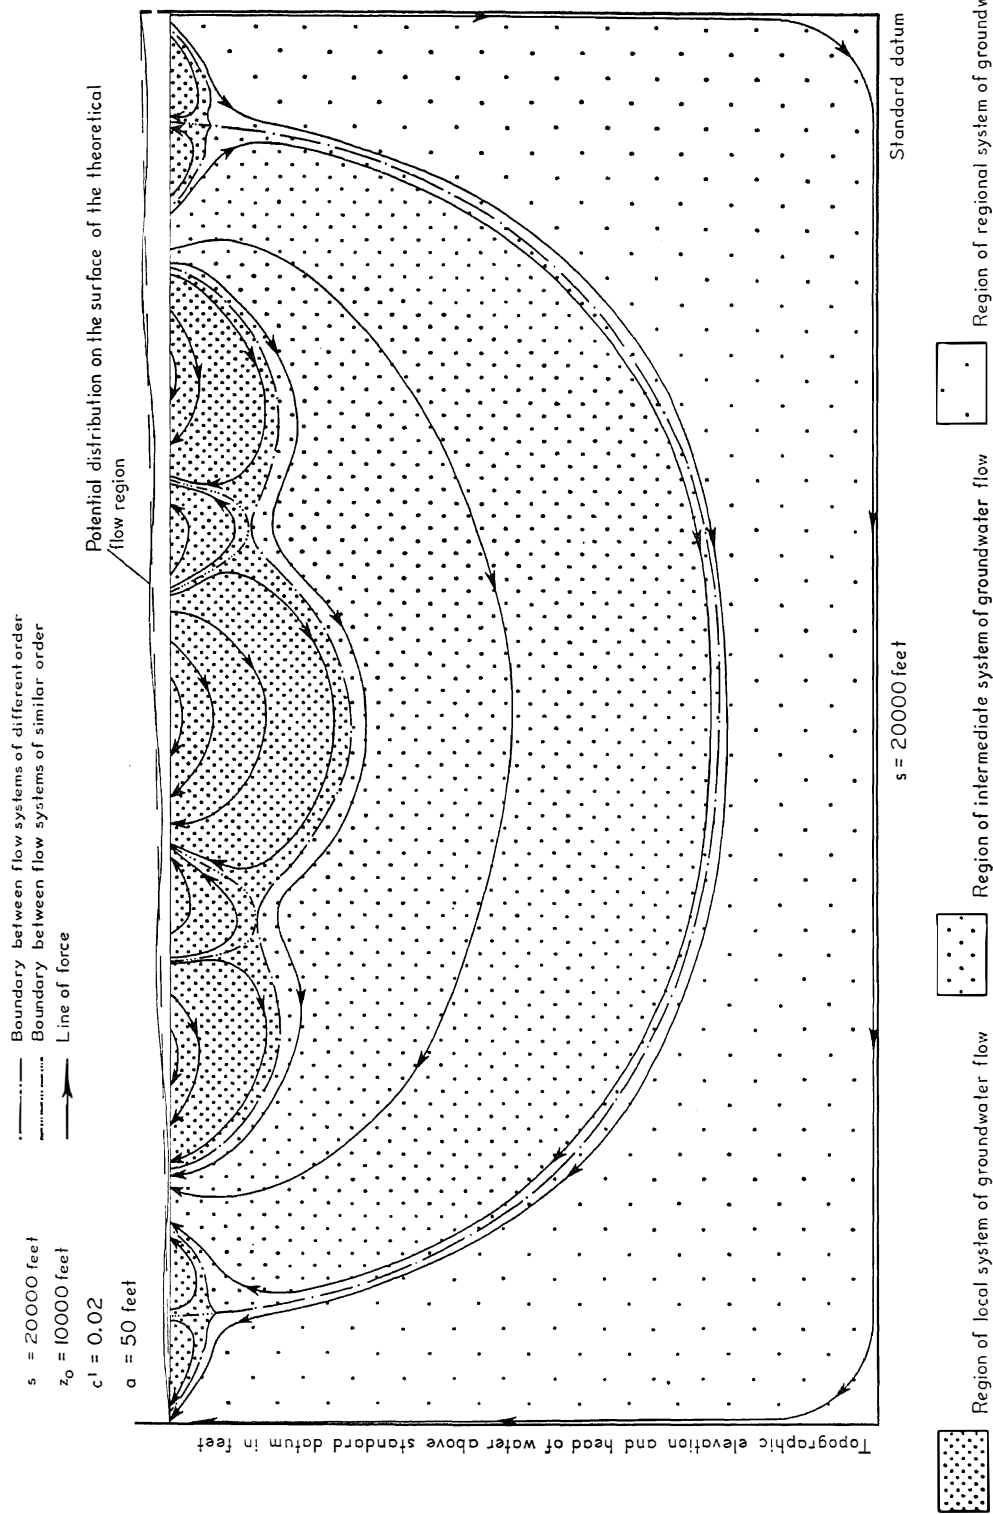 s = 20000 feet
z₀ = 10000 feet
c' = 0.02
a = 50 feet
Boundary between flow systems of different order
Boundary between flow systems of similar order
Line of force
Potential distribution on the surface of the theoretical
flow region
Topographic elevation and head of water above standard datum in feet
s = 20000 feet
Standard datum
Region of local system of groundwater flow
Region of intermediate system of groundwater flow
Region of regional system of